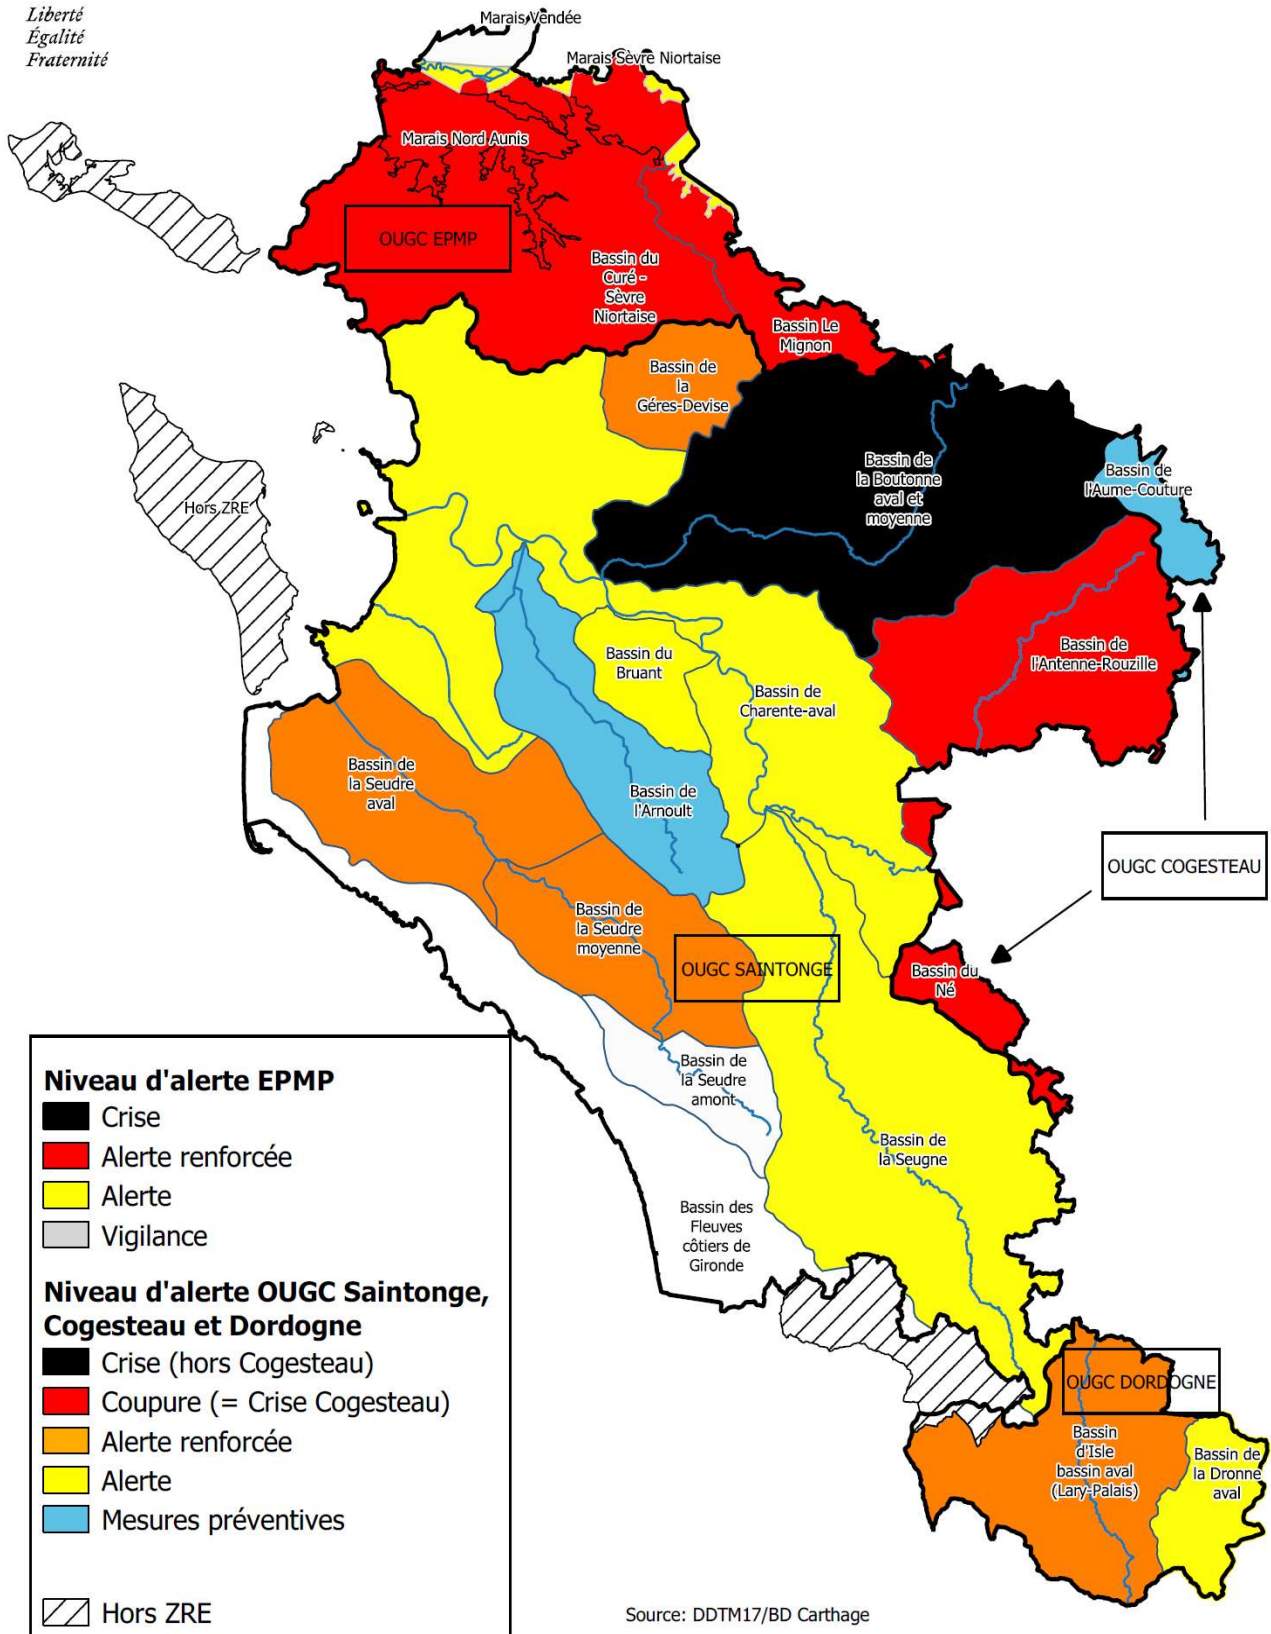 Liberté
Égalité
Fraternité
Marais Vendée
Marais Sèvre Niortaise
Marais Nord Aunis
OUGC EPMP
Bassin du
Curé -
Sèvre
Niortaise
Bassin Le
Mignon
Bassin de
la
Géres-Devise
Bassin de
la Boutonne
aval et
moyenne
Bassin de
l'Aume-Couture
Hors ZRE
Bassin du
Bruant
Bassin de
l'Antenne-Rouzille
Bassin de
Charente-aval
Bassin de
la Seudre
aval
Bassin de
l'Arnoult
OUGC COGESTEAU
Bassin de
la Seudre
moyenne
OUGC SAINTONGE
Bassin du
Né
Bassin de
la Seudre
amont
Bassin de
la Seugne
Bassin des
Fleuves
côtiers de
Gironde
OUGC DORDOGNE
Bassin
d'Isle
bassin aval
(Lary-Palais)
Bassin de
la Dronne
aval
Niveau d'alerte EPMP
Crise
Alerte renforcée
Alerte
Vigilance
Niveau d'alerte OUGC Saintonge,
Cogesteau et Dordogne
Crise (hors Cogesteau)
Coupure (= Crise Cogesteau)
Alerte renforcée
Alerte
Mesures préventives
Hors ZRE
Source: DDTM17/BD Carthage